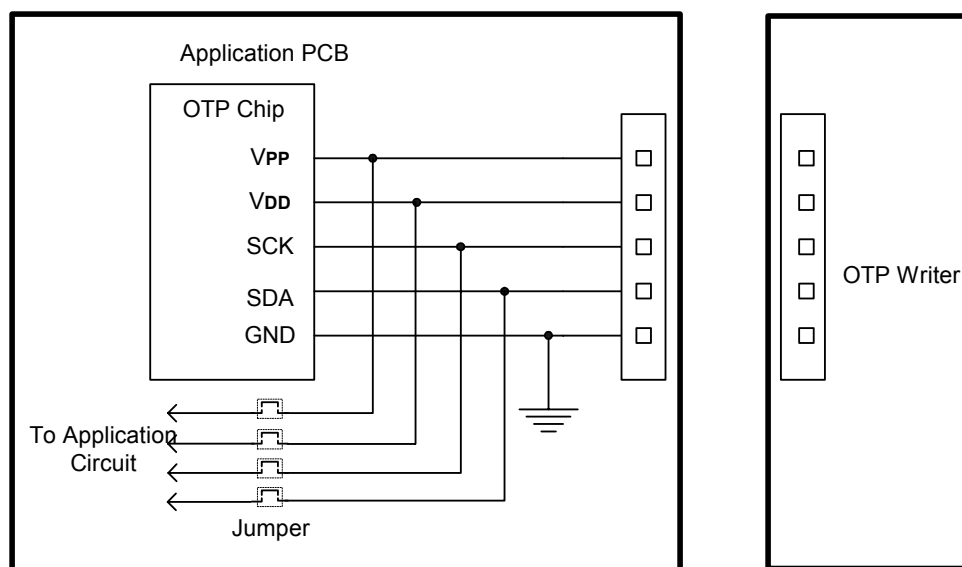 Application PCB
OTP Chip
VPP
VDD
SCK
SDA
GND
To Application
Circuit
Jumper
OTP Writer